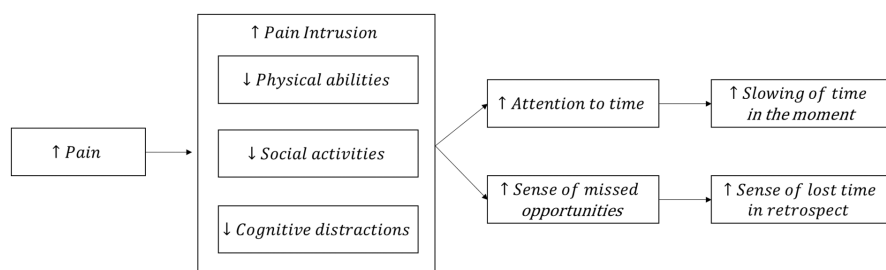 ↑ Pain
↑ Pain Intrusion
↓ Physical abilities
↓ Social activities
↓ Cognitive distractions
↑ Attention to time
↑ Slowing of time
in the moment
↑ Sense of missed
opportunities
↑ Sense of lost time
in retrospect